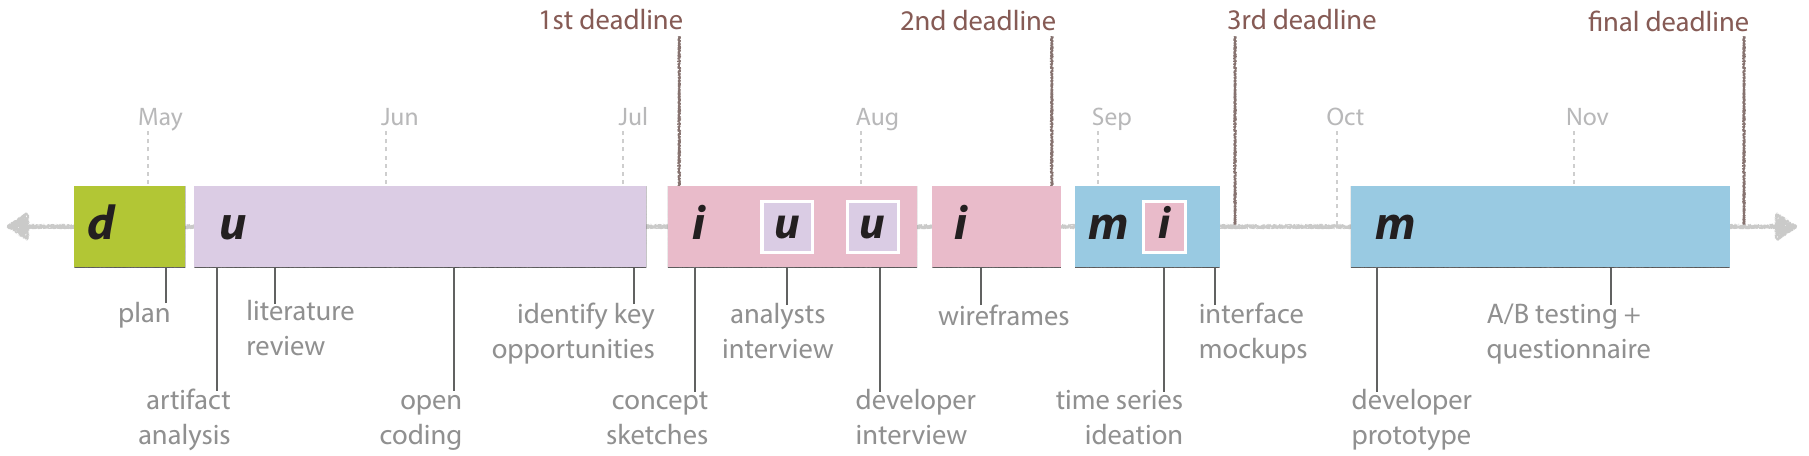 1st deadline
2nd deadline
3rd deadline
final deadline
May
Jun
Jul
Aug
Sep
Oct
Nov
d
u
i
u
u
i
m
i
m
plan
literature
review
identify key
opportunities
analysts
interview
wireframes
interface
mockups
A/B testing +
questionnaire
artifact
analysis
open
coding
concept
sketches
developer
interview
time series
ideation
developer
prototype